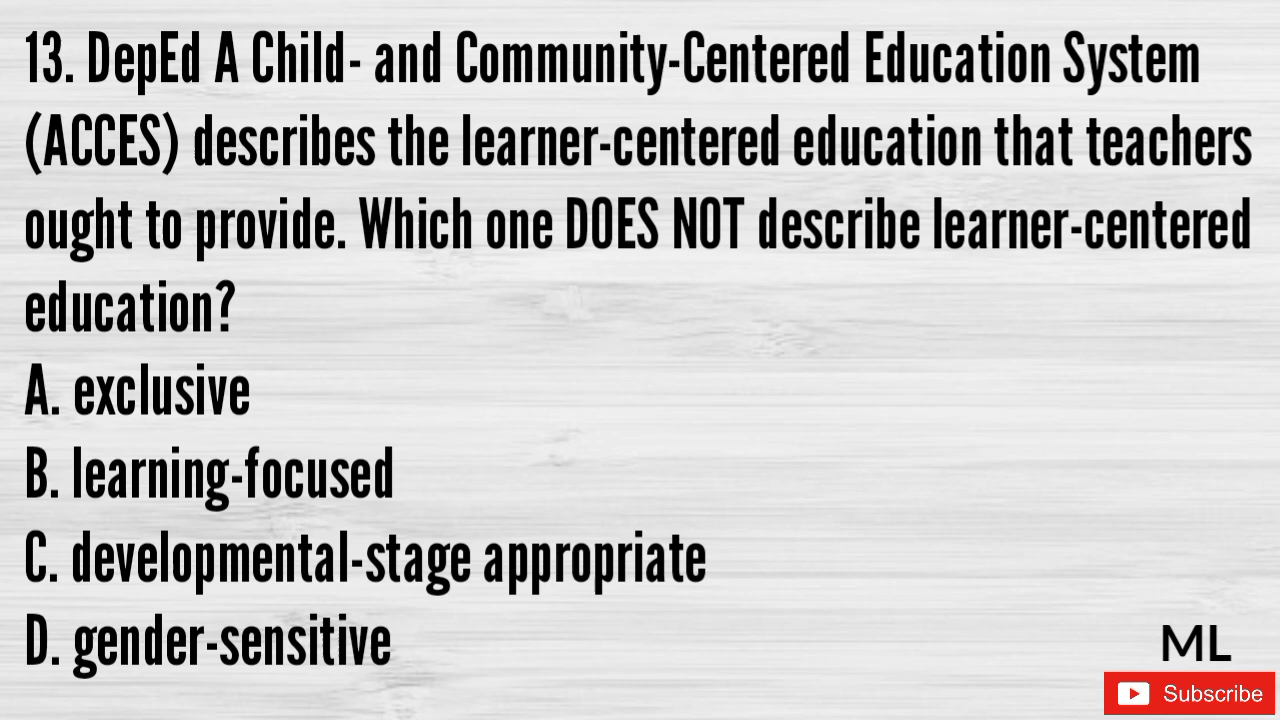 13. DepEd A Child- and Community-Centered Education System
(ACCES) describes the learner-centered education that teachers
ought to provide. Which one DOES NOT describe learner-centered
education?
A. exclusive
B. learning-focused
C. developmental-stage appropriate
D. gender-sensitive
ML
Subscribe